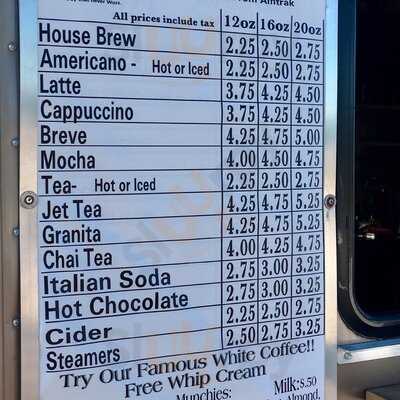 Amtrak
All prices include tax 12oz 16oz 20oz
House Brew 2.25 2.50 2.75
Americano - Hot or Iced 2.25 2.50 2.75
Latte 3.75 4.25 4.50
Cappuccino 3.75 4.25 4.50
Breve 4.25 4.75 5.00
Mocha 4.00 4.50 4.75
Tea- Hot or Iced 2.25 2.50 2.75
Jet Tea 4.25 4.75 5.25
Granita 4.25 4.75 5.25
Chai Tea 4.00 4.25 4.75
Italian Soda 2.75 3.00 3.25
Hot Chocolate 2.75 3.00 3.25
Cider 2.25 2.50 2.75
Steamers 2.50 2.75 3.25
Try Our Famous White Coffee!!
Free Whip Cream
Munchies: Milk:$.50
Almond,